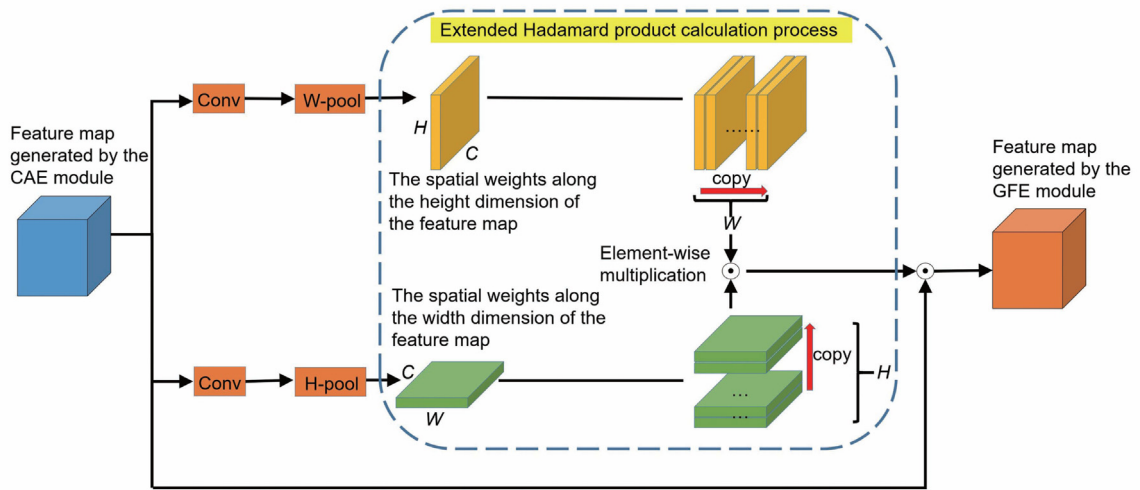 Extended Hadamard product calculation process
Conv
W-pool
H
C
......
Feature map
generated by the
CAE module
The spatial weights along
the height dimension of
the feature map
copy
W
Feature map
generated by the
GFE module
Element-wise
multiplication
The spatial weights along
the width dimension of the
feature map
Conv
H-pool
C
W
...
...
copy
H